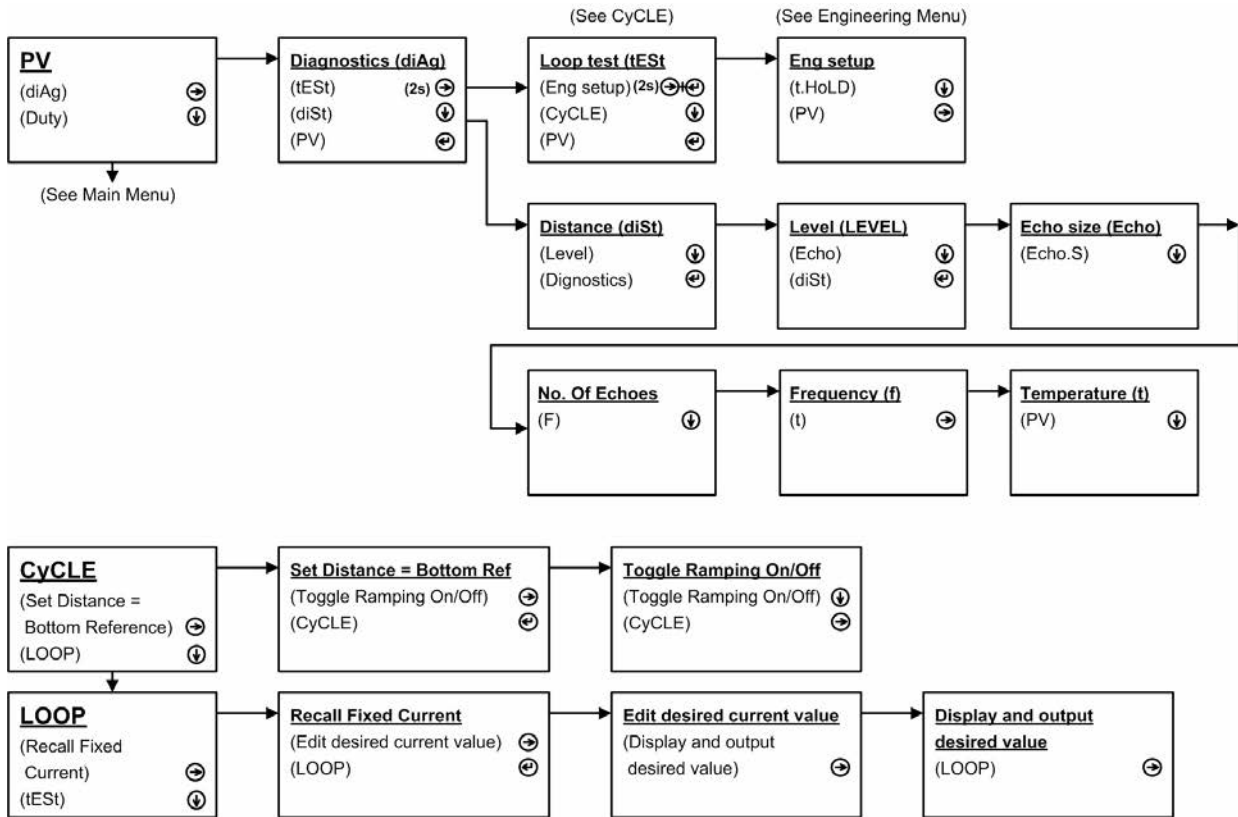 (See CyCLE)
(See Engineering Menu)
PV
(diAg)
(Duty)
(See Main Menu)
Diagnostics (diAg)
(tESt) (2s)
(diSt)
(PV)
Loop test (tESt
(Eng setup) (2s) +
(CyCLE)
(PV)
Eng setup
(t.HoLD)
(PV)
Distance (diSt)
(Level)
(Dignostics)
Level (LEVEL)
(Echo)
(diSt)
Echo size (Echo)
(Echo.S)
No. Of Echoes
(F)
Frequency (f)
(t)
Temperature (t)
(PV)
CyCLE
(Set Distance =
Bottom Reference)
(LOOP)
Set Distance = Bottom Ref
(Toggle Ramping On/Off)
(CyCLE)
Toggle Ramping On/Off
(Toggle Ramping On/Off)
(CyCLE)
LOOP
(Recall Fixed
Current)
(tESt)
Recall Fixed Current
(Edit desired current value)
(LOOP)
Edit desired current value
(Display and output
desired value)
Display and output
desired value
(LOOP)